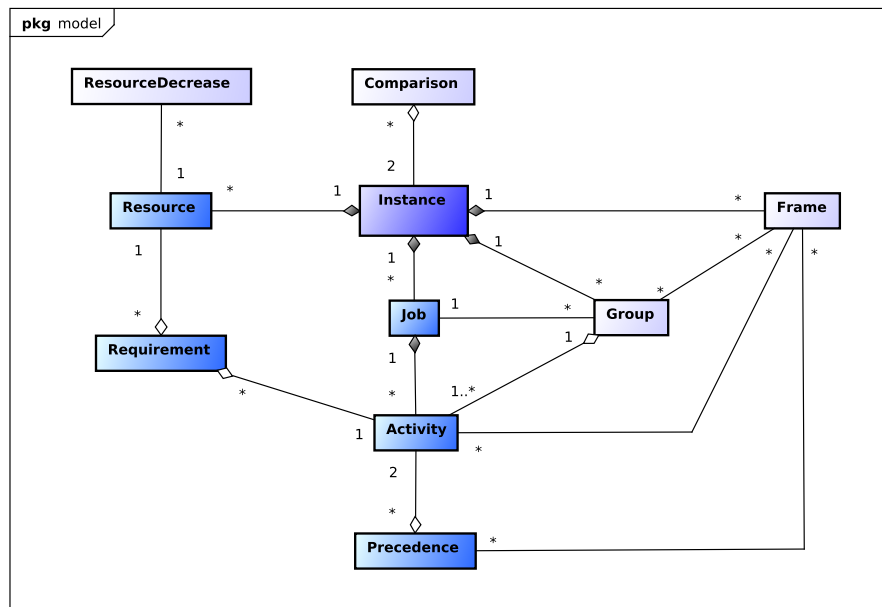 pkg model
ResourceDecrease
Comparison
*
*
1
2
*
1
Instance
1
*
Resource
Frame
1
1
1
*
*
*
*
*
*
*
Job
1
*
Group
Requirement
1
1
*
*
1..*
1
Activity
*
2
*
Precedence
*